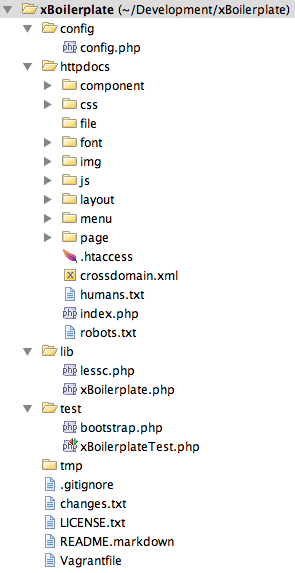 xBoilerplate (~/Development/xBoilerplate)
config
config.php
httpdocs
component
css
file
font
img
js
layout
menu
page
.htaccess
crossdomain.xml
humans.txt
index.php
robots.txt
lib
lessc.php
xBoilerplate.php
test
bootstrap.php
xBoilerplateTest.php
tmp
.gitignore
changes.txt
LICENSE.txt
README.markdown
Vagrantfile